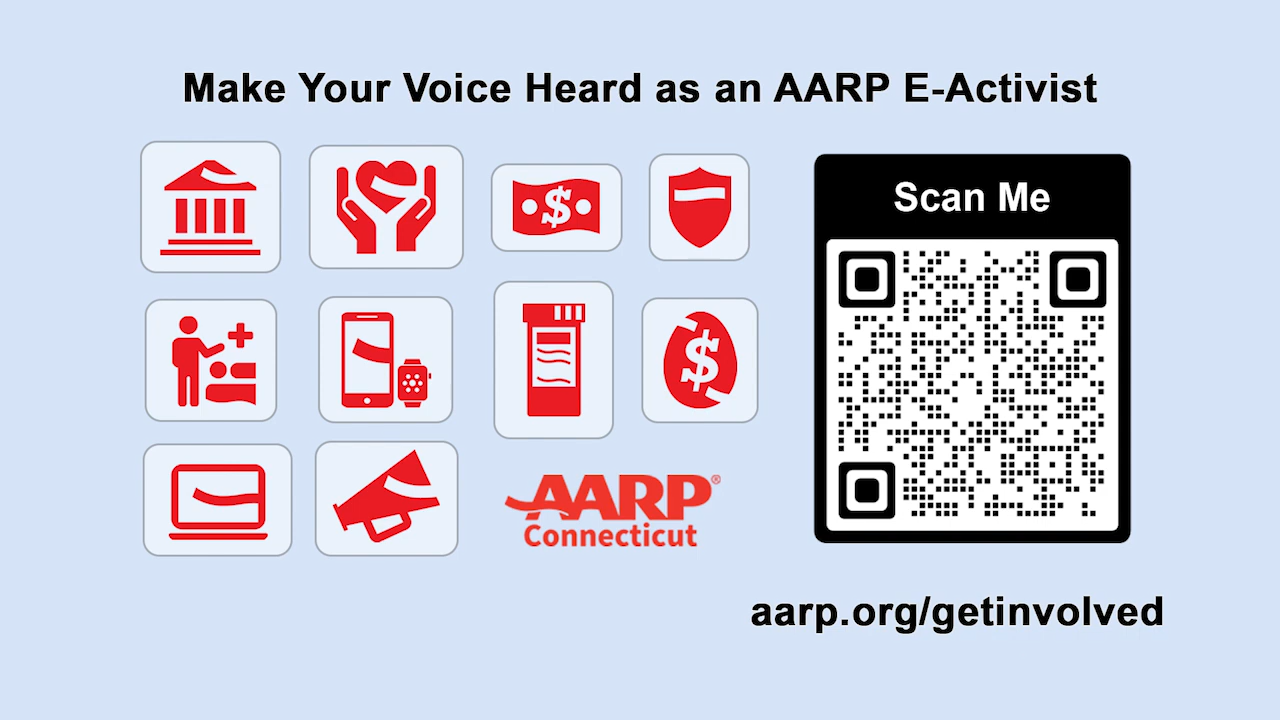 Make Your Voice Heard as an AARP E-Activist
Scan Me
$
$
AARP®
Connecticut
aarp.org/getinvolved